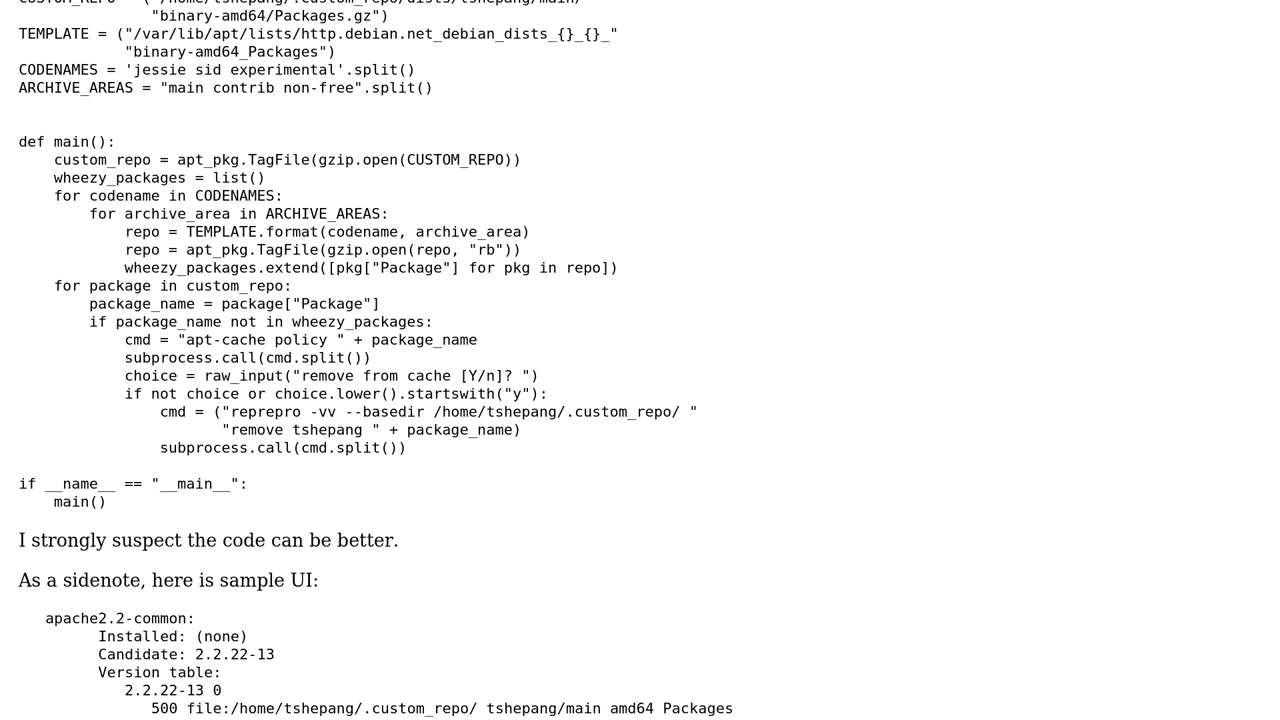 CUSTOM_REPO = ("/home/tshepang/.custom_repo/dists/tshepang/main/"
               "binary-amd64/Packages.gz")
TEMPLATE = ("/var/lib/apt/lists/http.debian.net_debian_dists_{}_{}_"
            "binary-amd64_Packages")
CODENAMES = 'jessie sid experimental'.split()
ARCHIVE_AREAS = "main contrib non-free".split()
def main():
    custom_repo = apt_pkg.TagFile(gzip.open(CUSTOM_REPO))
    wheezy_packages = list()
    for codename in CODENAMES:
        for archive_area in ARCHIVE_AREAS:
            repo = TEMPLATE.format(codename, archive_area)
            repo = apt_pkg.TagFile(gzip.open(repo, "rb"))
            wheezy_packages.extend([pkg["Package"] for pkg in repo])
    for package in custom_repo:
        package_name = package["Package"]
        if package_name not in wheezy_packages:
            cmd = "apt-cache policy " + package_name
            subprocess.call(cmd.split())
            choice = raw_input("remove from cache [Y/n]? ")
            if not choice or choice.lower().startswith("y"):
                cmd = ("reprepro -vv --basedir /home/tshepang/.custom_repo/ "
                       "remove tshepang " + package_name)
                subprocess.call(cmd.split())
if __name__ == "__main__":
    main()
I strongly suspect the code can be better.
As a sidenote, here is sample UI:
   apache2.2-common:
         Installed: (none)
         Candidate: 2.2.22-13
         Version table:
            2.2.22-13 0
               500 file:/home/tshepang/.custom_repo/ tshepang/main amd64 Packages